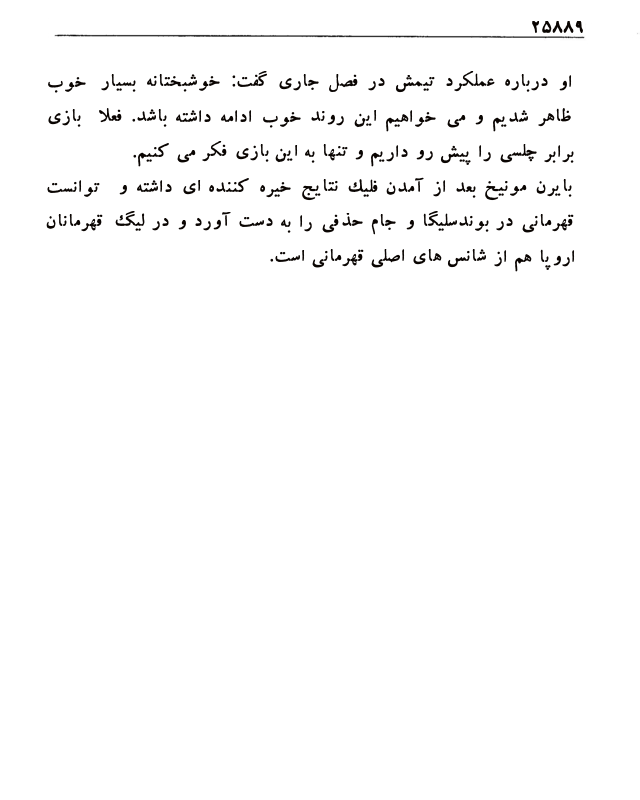 ۲۵۸۸۹
او درباره عملکرد تیمش در فصل جاری گفت: خوشبختانه بسیار خوب
ظاهر شدیم و می خواهیم این روند خوب ادامه داشته باشد. فعلا بازی
برابر چلسی را پیش رو داریم و تنها به این بازی فکر می کنیم.
بایرن مونیخ بعد از آمدن فلیك نتایج خیره کننده ای داشته و توانست
قهرمانی در بوندسلیگا و جام حذفی را به دست آورد و در لیگ قهرمانان
اروپا هم از شانس های اصلی قهرمانی است.